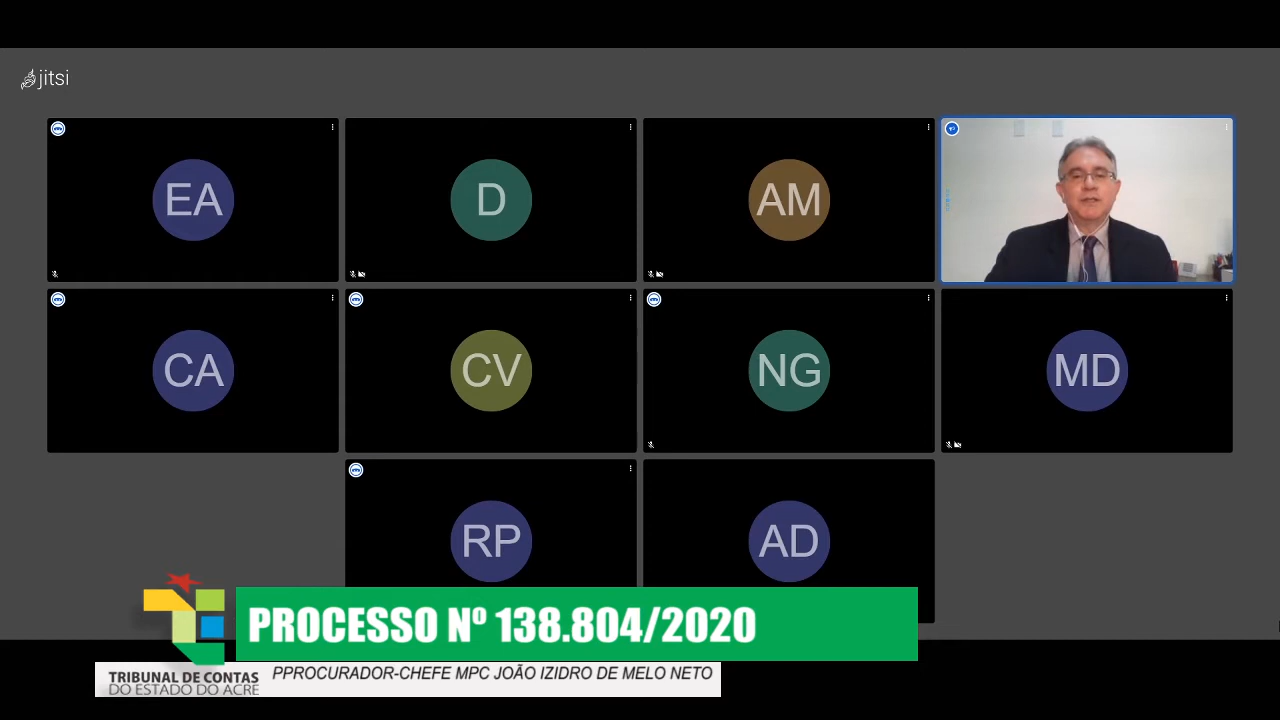 jitsi
EA
D
AM
CA
CV
NG
MD
RP
AD
PROCESSO Nº 138.804/2020
PPROCURADOR-CHEFE MPC JOÃO IZIDRO DE MELO NETO
TRIBUNAL DE CONTAS
DO ESTADO DO ACRE